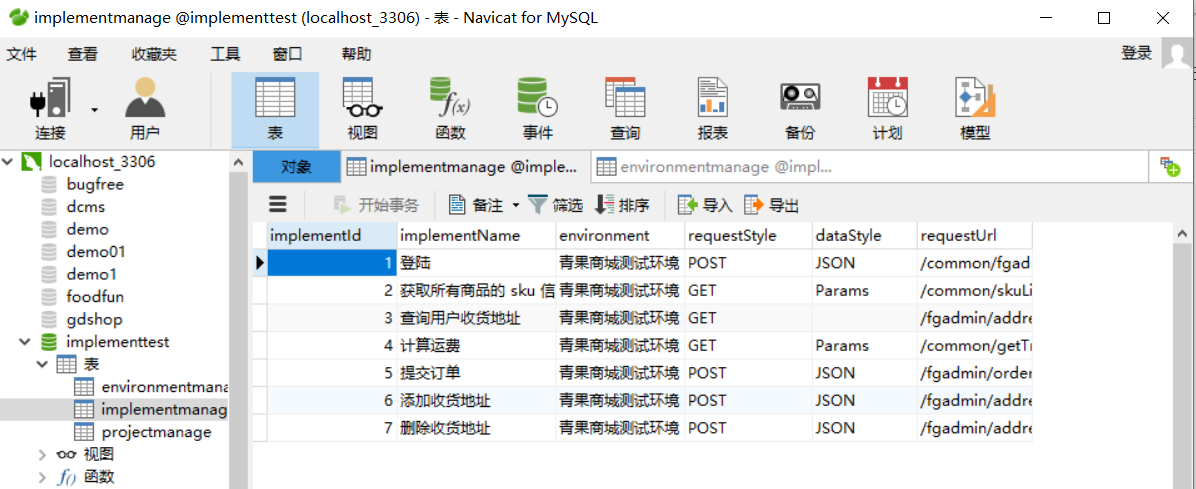 implementmanage @implementtest (localhost_3306) - 表 - Navicat for MySQL
文件 查看 收藏夹 工具 窗口 帮助 登录
连接 用户 表 视图 函数 事件 查询 报表 备份 计划 模型
localhost_3306
bugfree
dcms
demo
demo01
demo1
foodfun
gdshop
implementtest
表
environmentmana
implementmanag
projectmanage
视图
f() 函数
对象 implementmanage @imple... environmentmanage @impl...
开始事务 备注 筛选 排序 导入 导出
implementId implementName environment requestStyle dataStyle requestUrl
1 登陆 青果商城测试环境 POST JSON /common/fgad
2 获取所有商品的 sku 信 青果商城测试环境 GET Params /common/skuLi
3 查询用户收货地址 青果商城测试环境 GET /fgadmin/addre
4 计算运费 青果商城测试环境 GET Params /common/getTr
5 提交订单 青果商城测试环境 POST JSON /fgadmin/order
6 添加收货地址 青果商城测试环境 POST JSON /fgadmin/addre
7 删除收货地址 青果商城测试环境 POST JSON /fgadmin/addre